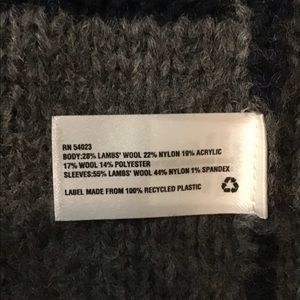 RN 54023
BODY:28% LAMBS' WOOL 22% NYLON 19% ACRYLIC
17% WOOL 14% POLYESTER
SLEEVES:55% LAMBS' WOOL 44% NYLON 1% SPANDEX
LABEL MADE FROM 100% RECYCLED PLASTIC